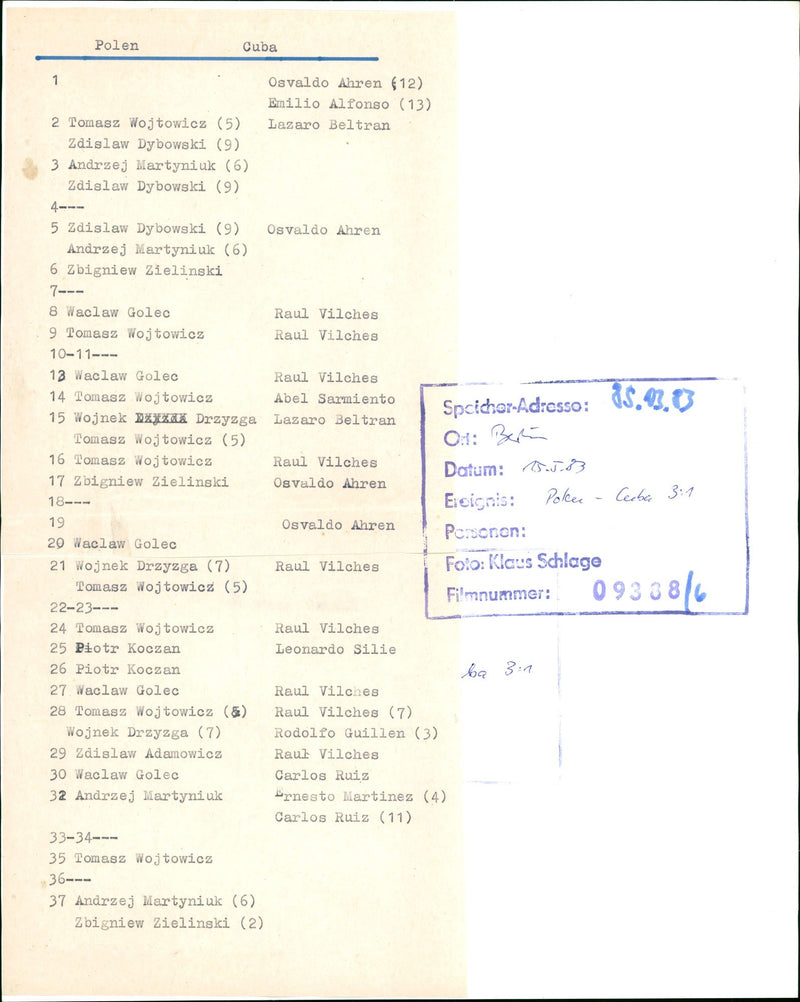 Polen Cuba
1 Osvaldo Ahren (12)
Emilio Alfonso (13)
2 Tomasz Wojtowicz (5) Lazaro Beltran
Zdislaw Dybowski (9)
3 Andrzej Martyniuk (6)
Zdislaw Dybowski (9)
4---
5 Zdislaw Dybowski (9) Osvaldo Ahren
Andrzej Martyniuk (6)
6 Zbigniew Zielinski
7---
8 Waclaw Golec Raul Vilches
9 Tomasz Wojtowicz Raul Vilches
10-11---
13 Waclaw Golec Raul Vilches
14 Tomasz Wojtowicz Abel Sarmiento
15 Wojnek Drzyzga Lazaro Beltran
Tomasz Wojtowicz (5)
16 Tomasz Wojtowicz Raul Vilches
17 Zbigniew Zielinski Osvaldo Ahren
18---
19 Osvaldo Ahren
20 Waclaw Golec
21 Wojnek Drzyzga (7) Raul Vilches
Tomasz Wojtowicz (5)
22-23---
24 Tomasz Wojtowicz Raul Vilches
25 Piotr Koczan Leonardo Silie
26 Piotr Koczan
27 Waclaw Golec Raul Vilches
28 Tomasz Wojtowicz Raul Vilches (7)
Wojnek Drzyzga (7) Rodolfo Guillen (3)
29 Zdislaw Adamowicz Raul Vilches
30 Waclaw Golec Carlos Ruiz
32 Andrzej Martyniuk Ernesto Martinez (4)
Carlos Ruiz (11)
33-34---
35 Tomasz Wojtowicz
36---
37 Andrzej Martyniuk (6)
Zbigniew Zielinski (2)
Speicher-Adresse:
Ort: Berlin
Datum: 15.5.83
Ereignis: Polen - Cuba 3:1
Personen:
Foto: Klaus Schlage
Filmnummer: 09388/6
ba 3:1